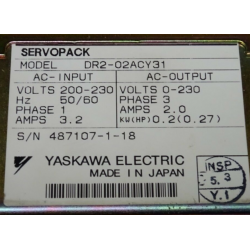 SERVOPACK
MODEL DR2-02ACY31
AC-INPUT AC-OUTPUT
VOLTS 200-230 VOLTS 0-230
Hz 50/60 PHASE 3
PHASE 1 AMPS 2.0
AMPS 3.2 KW(HP) 0.2(0.27)
S/N 487107-1-18
YASKAWA ELECTRIC
MADE IN JAPAN
INSP
5.3
Y.1